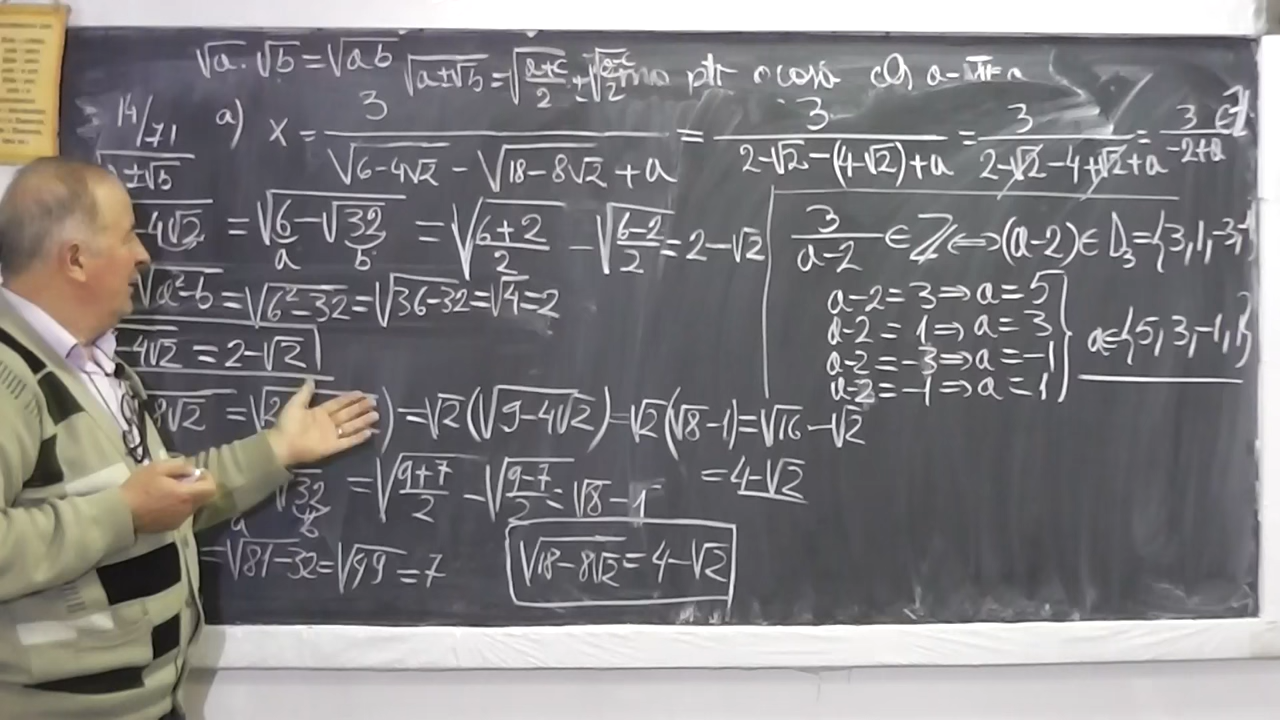 √a · √b = √ab √a±√b = √a+c/2 ± √a-c/2
14/71 a) x = 3/(√6-4√2 - √18-8√2 + a) = 3/(2-√2-(4-√2)+a) = 3/(2-√2-4+√2+a) = 3/(-2+a) ∈ ℤ
±√b
-4√2 = √6-√32 = √6+2/2 - √6-2/2 = 2-√2
a b
√a²-b = √6²-32 = √36-32 = √4 = 2
-4√2 = 2-√2
8√2 = √2 ) = √2(√9-4√2) = √2(√8-1) = √16-√2
= 4-√2
√32 = √9+7/2 - √9-7/2 = √8-1
a b
= √81-32 = √49 = 7
√18-8√2 = 4-√2
3/(a-2) ∈ ℤ ⇔ (a-2) ∈ D₃ = {3, 1, -3, -1
a-2 = 3 ⇒ a = 5
a-2 = 1 ⇒ a = 3
a-2 = -3 ⇒ a = -1
a-2 = -1 ⇒ a = 1
a∈{5, 3, -1, 1}